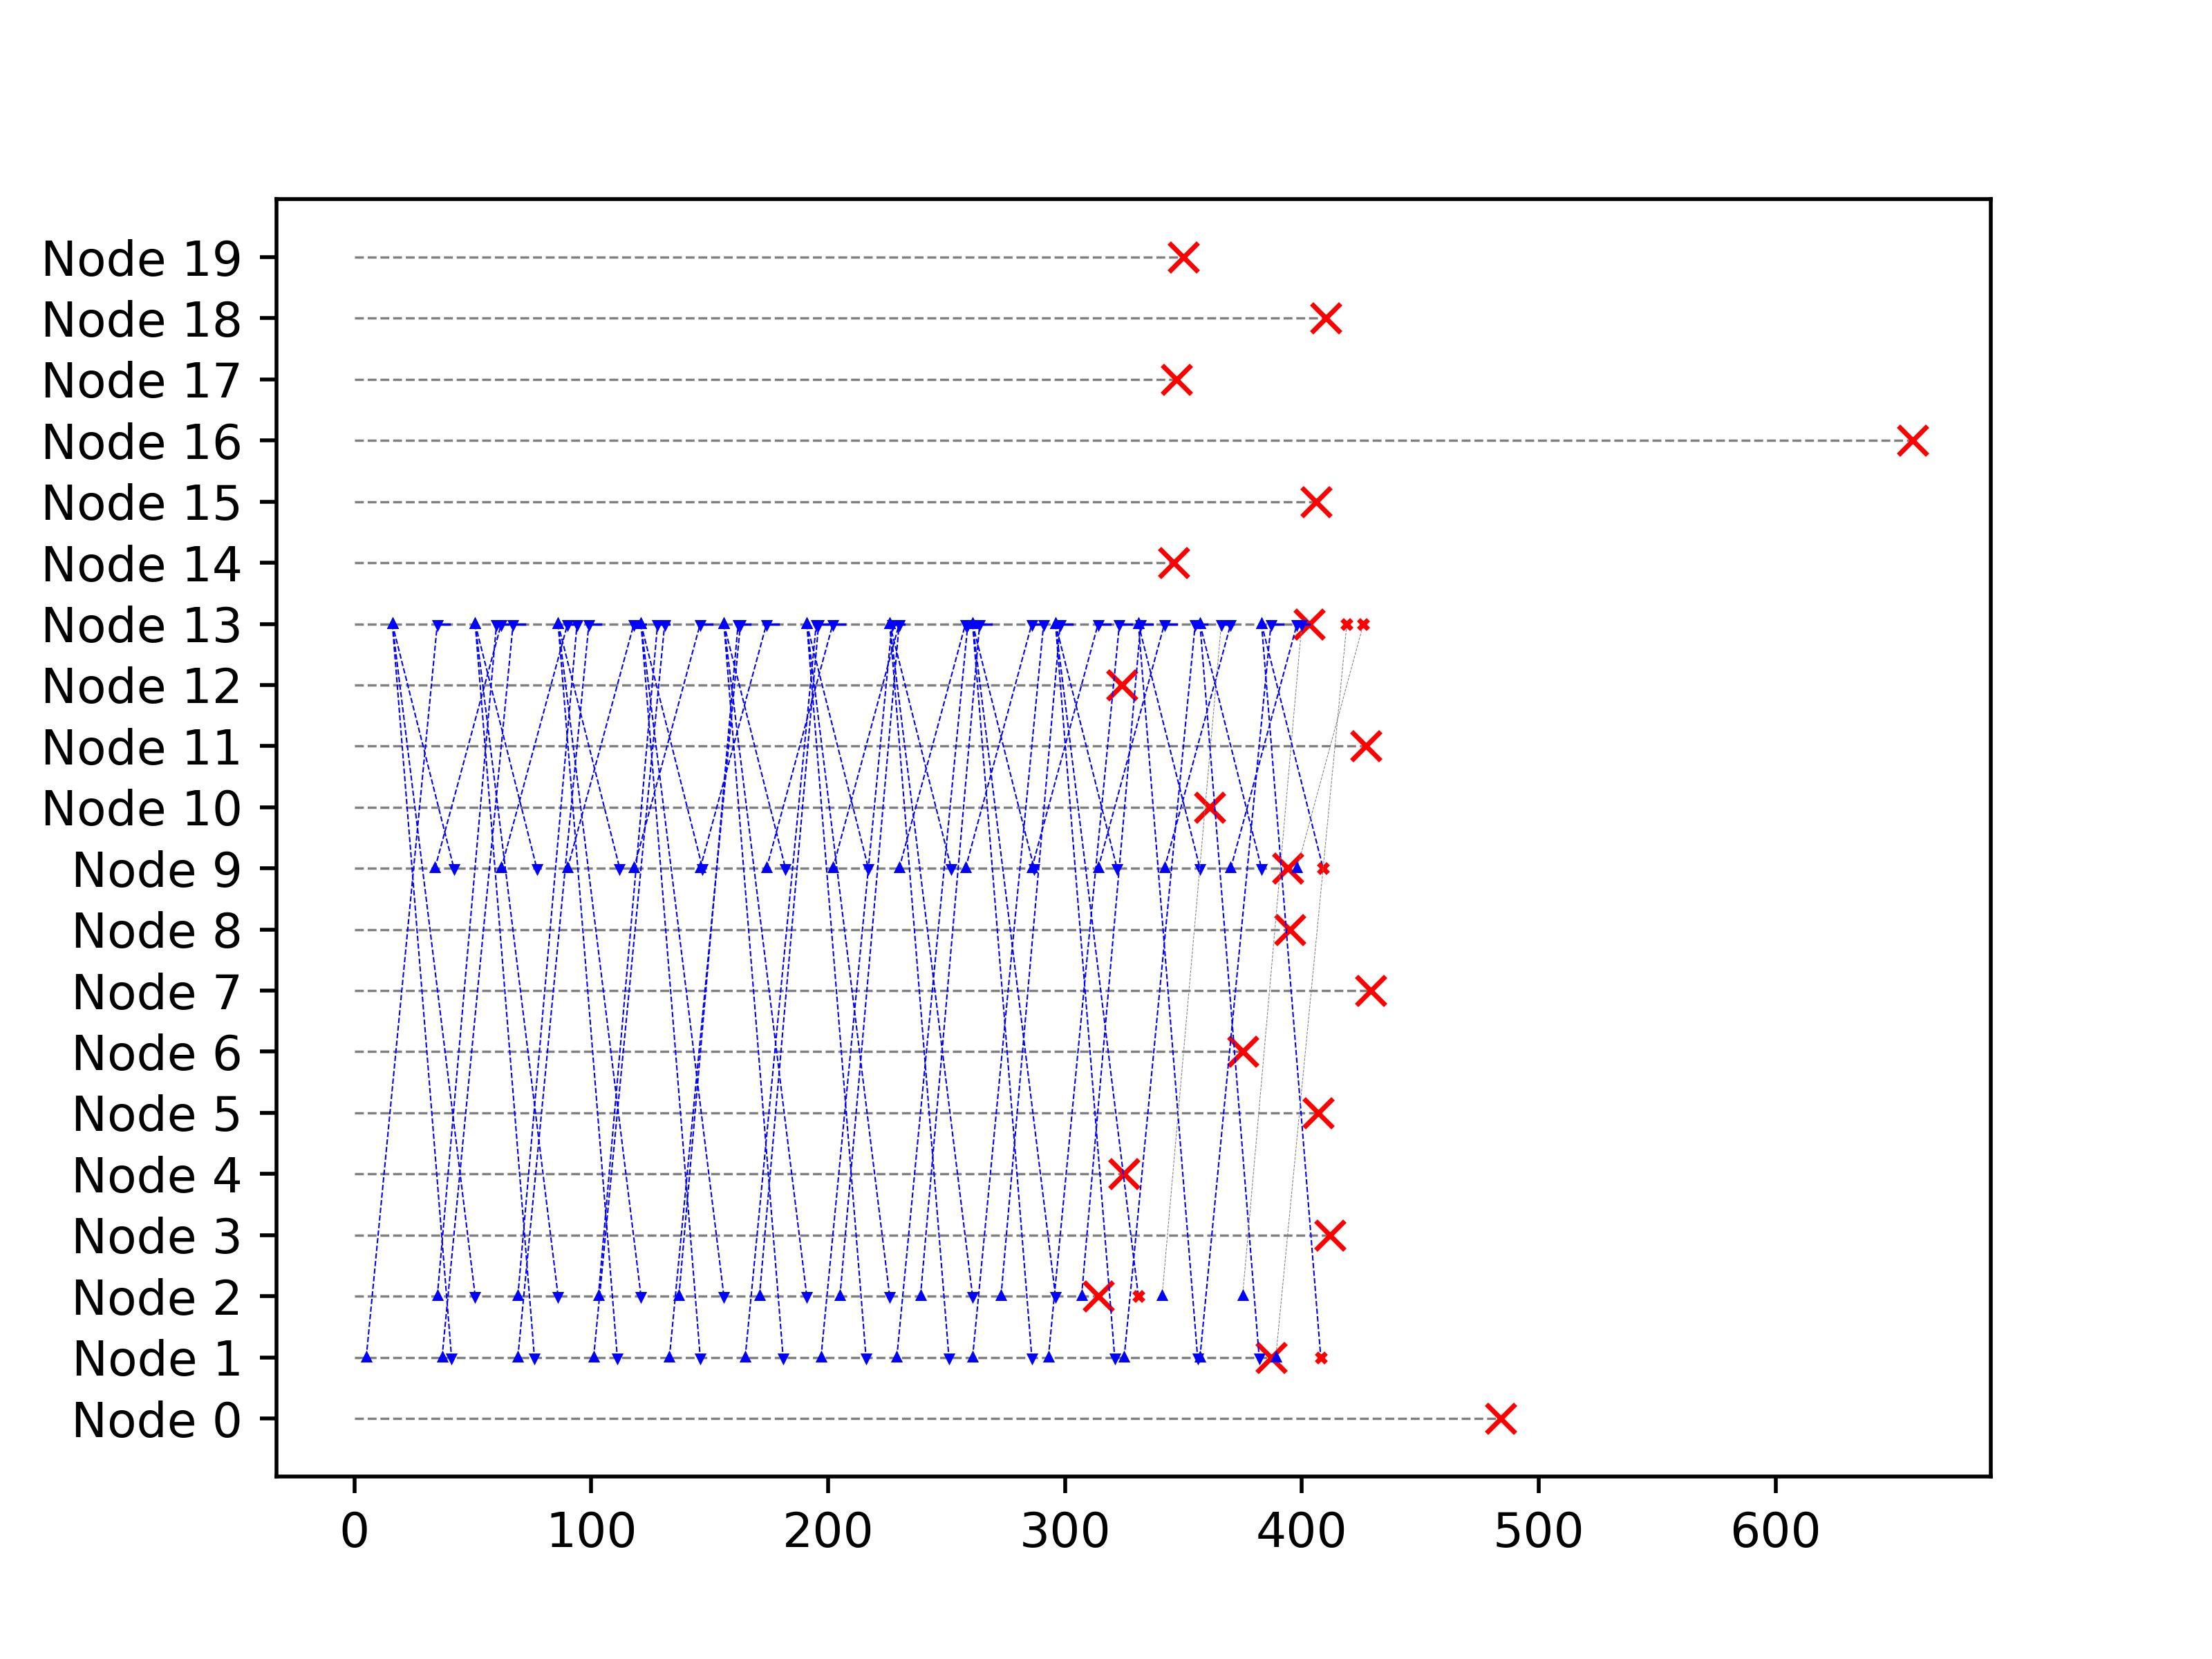 Node 19
Node 18
Node 17
Node 16
Node 15
Node 14
Node 13
Node 12
Node 11
Node 10
Node 9
Node 8
Node 7
Node 6
Node 5
Node 4
Node 3
Node 2
Node 1
Node 0
0 100 200 300 400 500 600